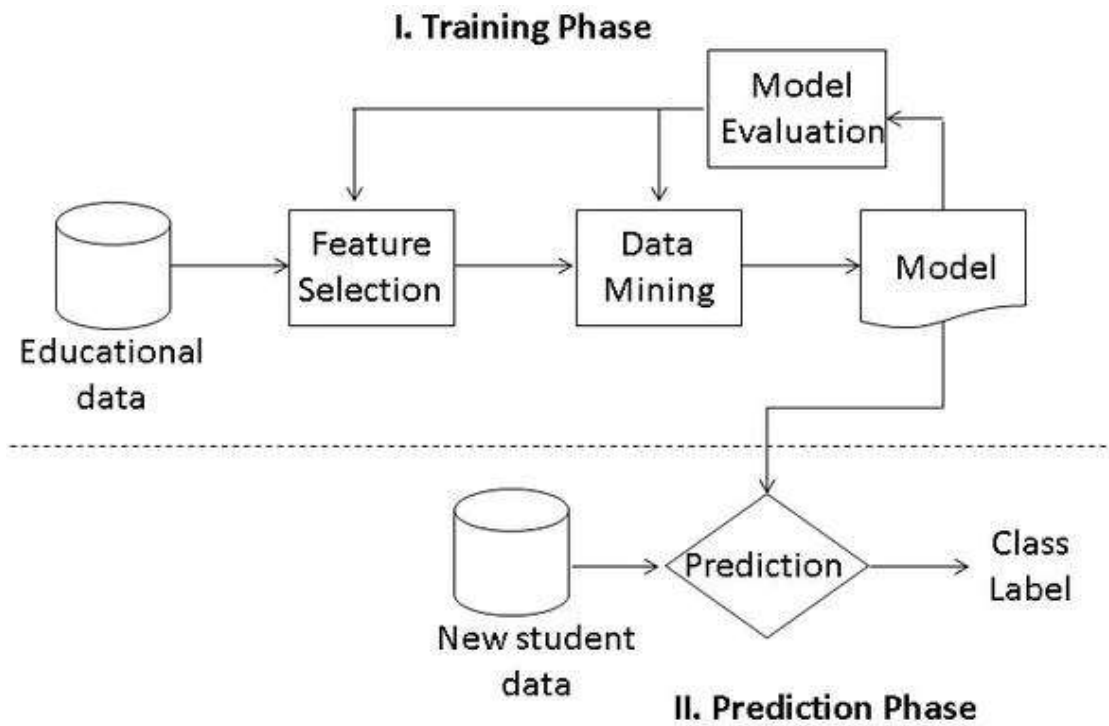 I. Training Phase
Model
Evaluation
Feature
Selection
Data
Mining
Model
Educational
data
Prediction
Class
Label
New student
data
II. Prediction Phase